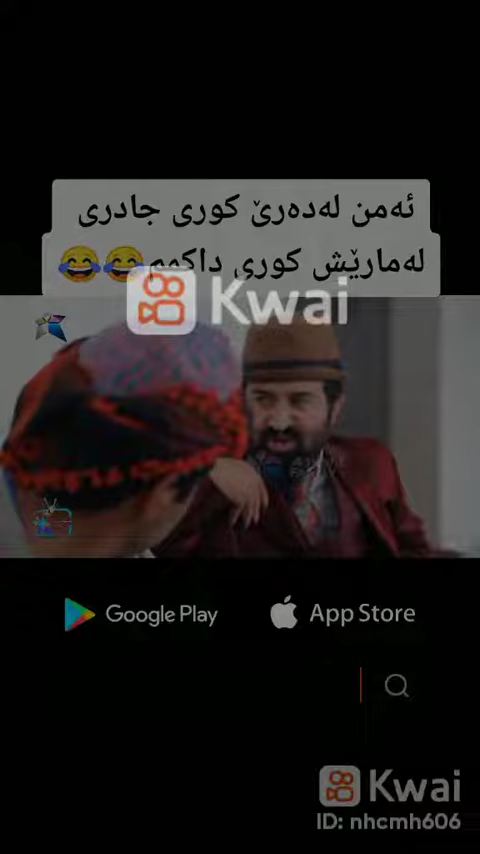 ئەمن لەدەرێ کوری جادری
لەمارێش کوری داکمم😂😂
Kwai
Google Play
App Store
Kwai
ID: nhcmh606